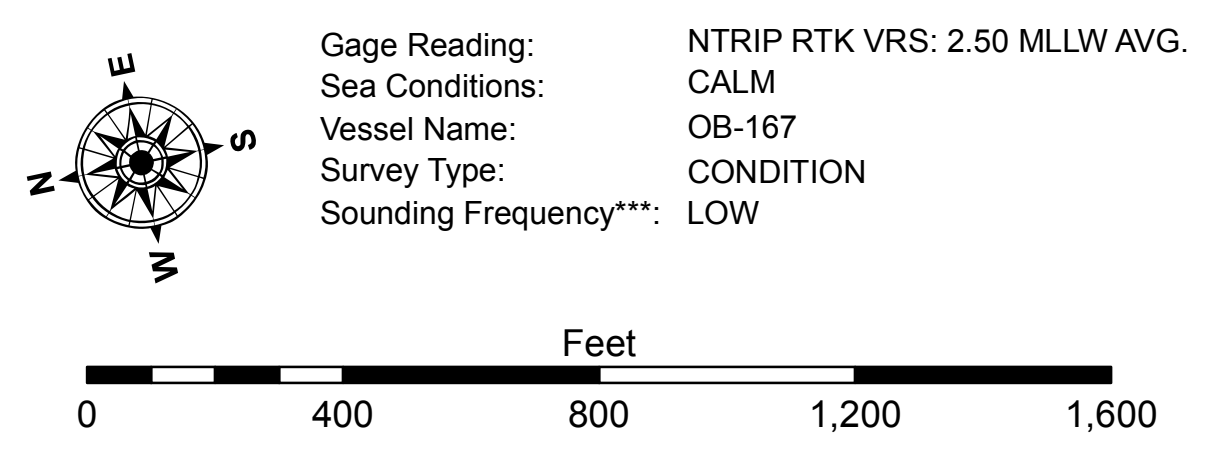 E
S
N
W
Gage Reading: NTRIP RTK VRS: 2.50 MLLW AVG.
Sea Conditions: CALM
Vessel Name: OB-167
Survey Type: CONDITION
Sounding Frequency***: LOW
Feet
0 400 800 1,200 1,600